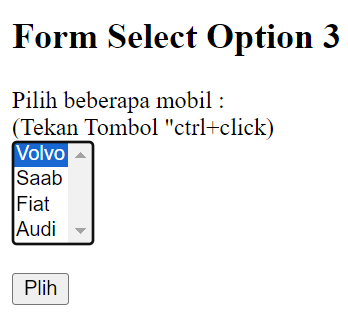 Form Select Option 3
Pilih beberapa mobil :
(Tekan Tombol "ctrl+click)
Volvo
Saab
Fiat
Audi
Plih